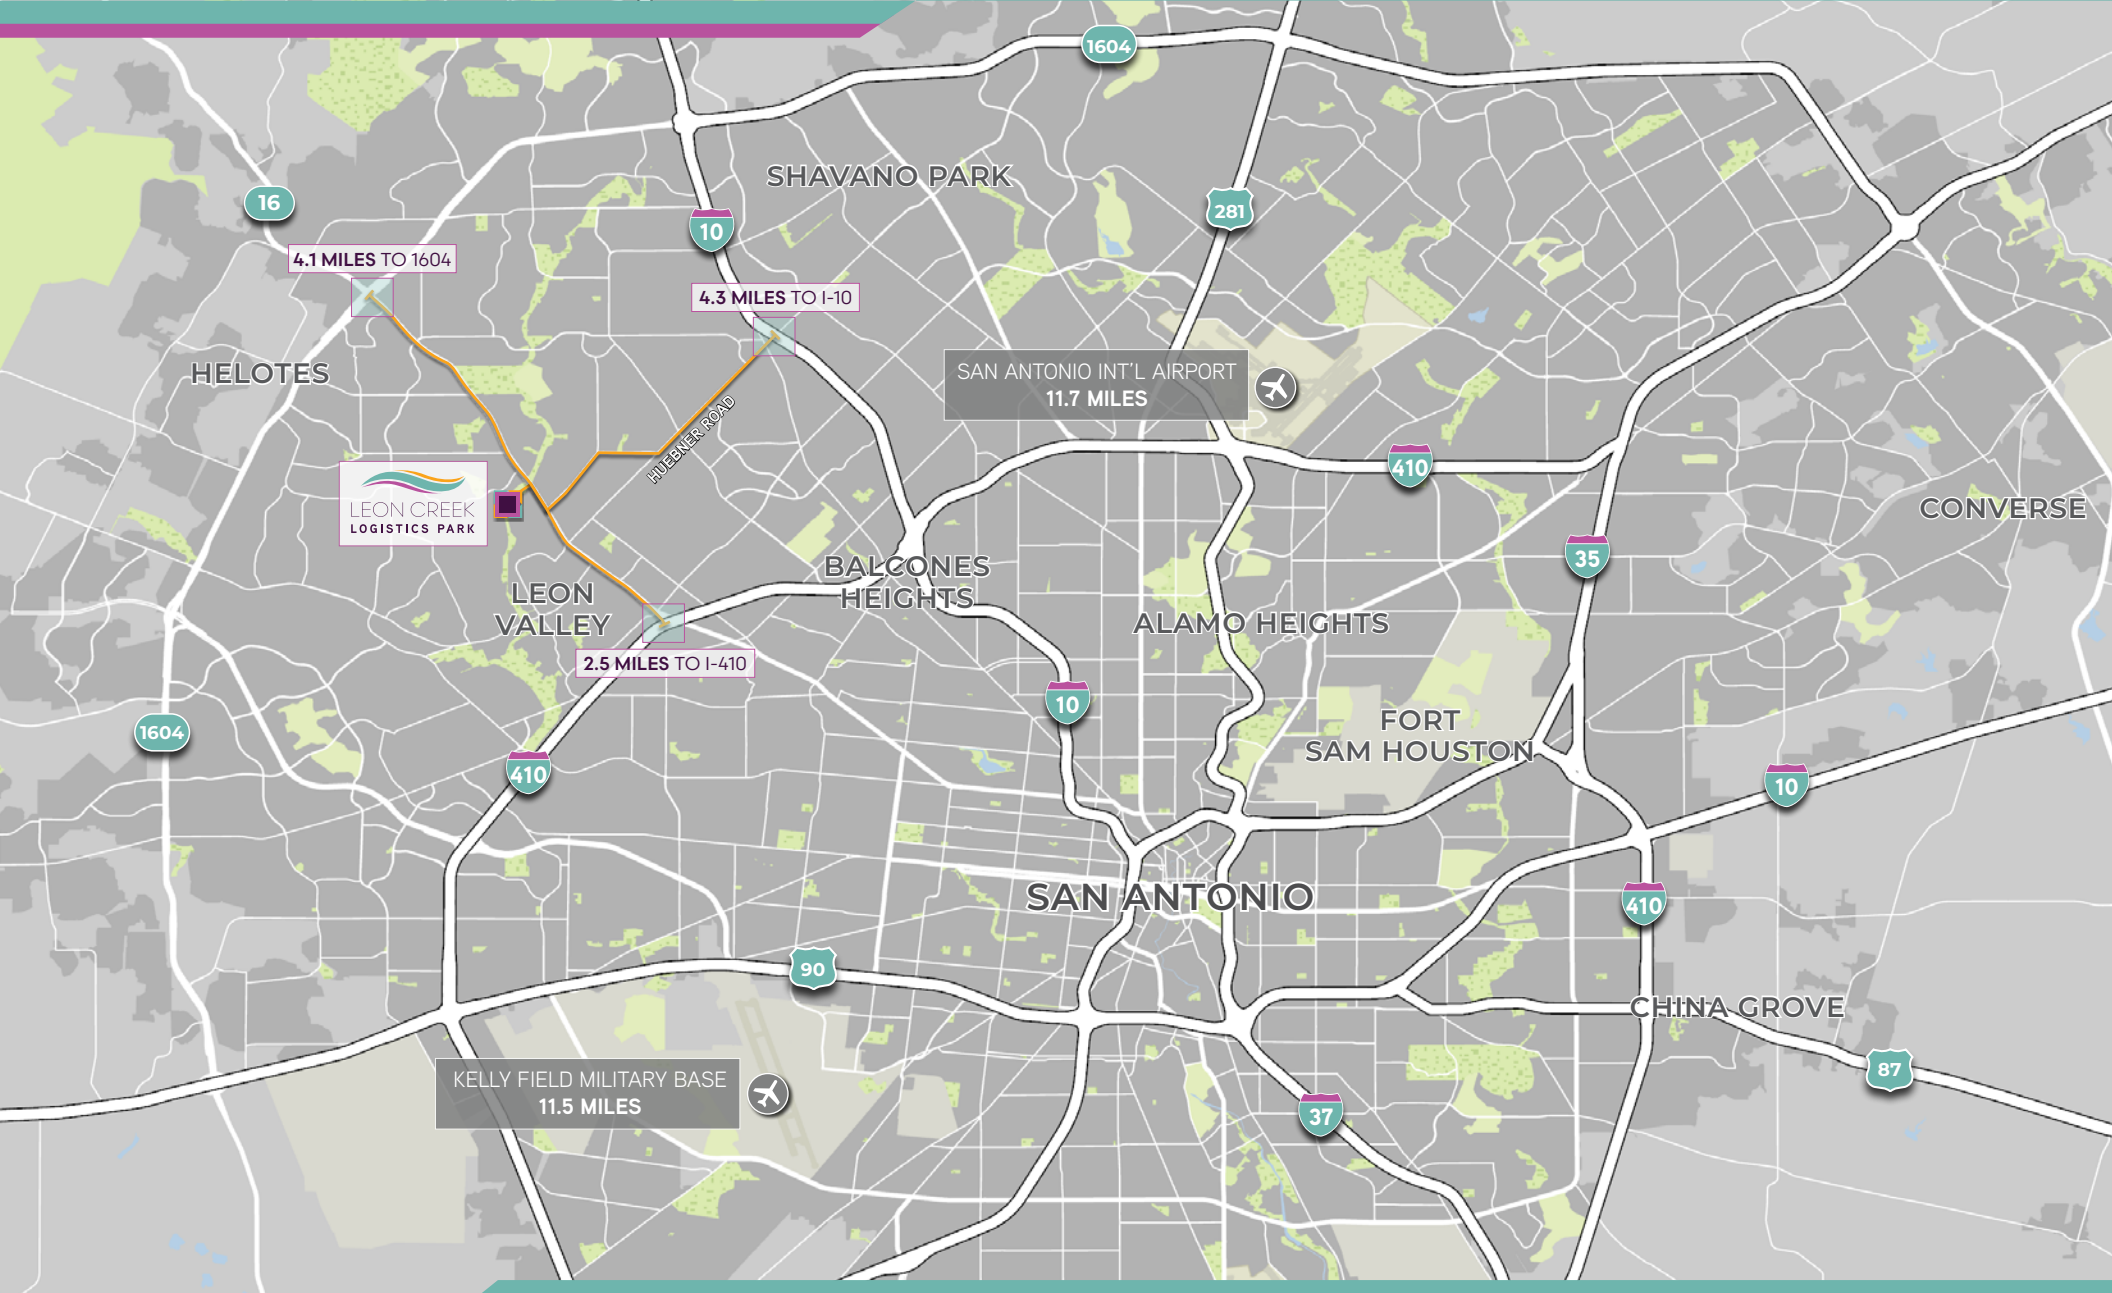 1604
SHAVANO PARK
16
281
10
4.1 MILES TO 1604
4.3 MILES TO I-10
HELOTES
SAN ANTONIO INT'L AIRPORT
11.7 MILES
HUEBNER ROAD
410
LEON CREEK
LOGISTICS PARK
CONVERSE
35
BALCONES
HEIGHTS
LEON
VALLEY
ALAMO HEIGHTS
2.5 MILES TO I-410
10
FORT
SAM HOUSTON
1604
410
10
SAN ANTONIO
410
90
CHINA GROVE
KELLY FIELD MILITARY BASE
11.5 MILES
87
37